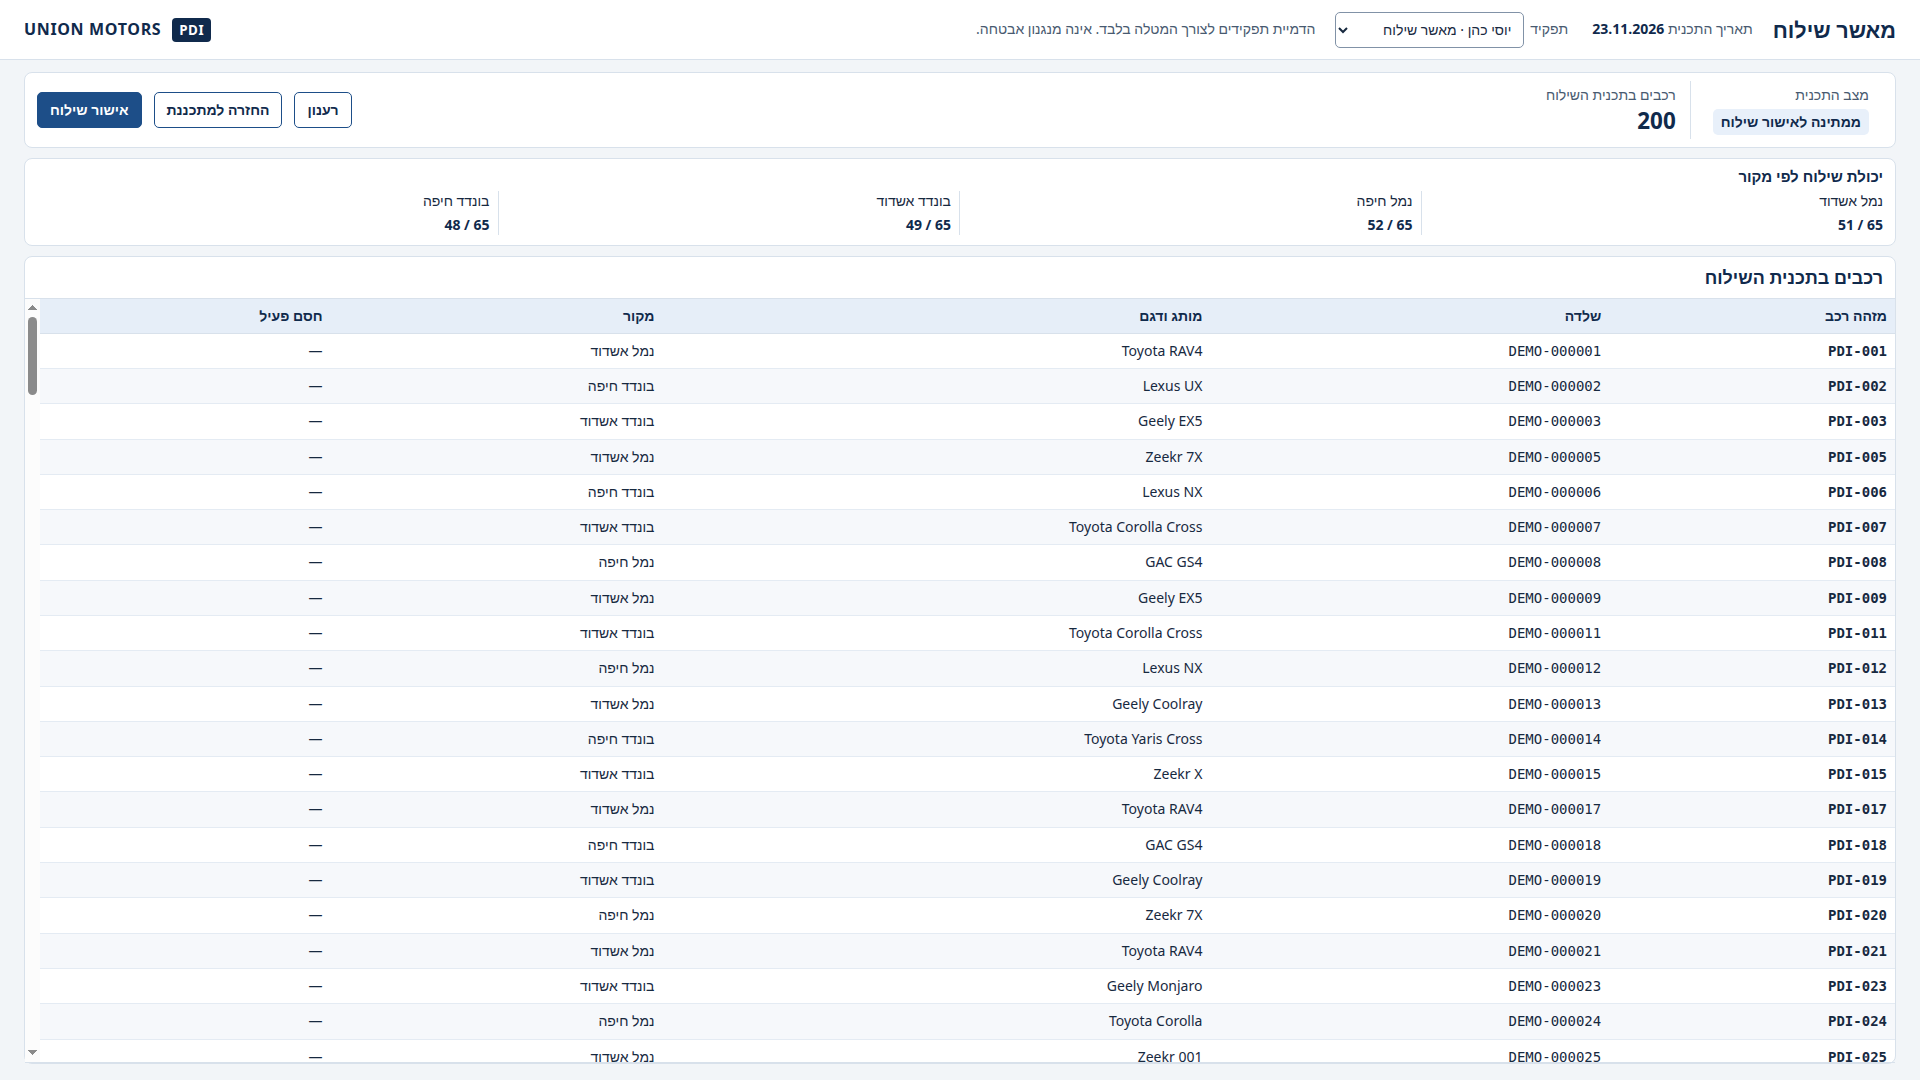 מאשר שילוח
תאריך התכנית 23.11.2026
תפקיד
יוסי כהן · מאשר שילוח
הדמיית תפקידים לצורך המטלה בלבד. אינה מנגנון אבטחה.
PDI UNION MOTORS
מצב התכנית
ממתינה לאישור שילוח
רכבים בתכנית השילוח
200
רענון
החזרה למתכננת
אישור שילוח
יכולת שילוח לפי מקור
נמל אשדוד
51 / 65
נמל חיפה
52 / 65
בונדד אשדוד
49 / 65
בונדד חיפה
48 / 65
רכבים בתכנית השילוח
מזהה רכב שלדה מותג ודגם מקור חסם פעיל
PDI-001 DEMO-000001 Toyota RAV4 נמל אשדוד —
PDI-002 DEMO-000002 Lexus UX בונדד חיפה —
PDI-003 DEMO-000003 Geely EX5 בונדד אשדוד —
PDI-005 DEMO-000005 Zeekr 7X נמל אשדוד —
PDI-006 DEMO-000006 Lexus NX בונדד חיפה —
PDI-007 DEMO-000007 Toyota Corolla Cross בונדד אשדוד —
PDI-008 DEMO-000008 GAC GS4 נמל חיפה —
PDI-009 DEMO-000009 Geely EX5 נמל אשדוד —
PDI-011 DEMO-000011 Toyota Corolla Cross בונדד אשדוד —
PDI-012 DEMO-000012 Lexus NX נמל חיפה —
PDI-013 DEMO-000013 Geely Coolray נמל אשדוד —
PDI-014 DEMO-000014 Toyota Yaris Cross בונדד חיפה —
PDI-015 DEMO-000015 Zeekr X בונדד אשדוד —
PDI-017 DEMO-000017 Toyota RAV4 נמל אשדוד —
PDI-018 DEMO-000018 GAC GS4 בונדד חיפה —
PDI-019 DEMO-000019 Geely Coolray בונדד אשדוד —
PDI-020 DEMO-000020 Zeekr 7X נמל חיפה —
PDI-021 DEMO-000021 Toyota RAV4 נמל אשדוד —
PDI-023 DEMO-000023 Geely Monjaro בונדד אשדוד —
PDI-024 DEMO-000024 Toyota Corolla נמל חיפה —
PDI-025 DEMO-000025 Zeekr 001 נמל אשדוד —